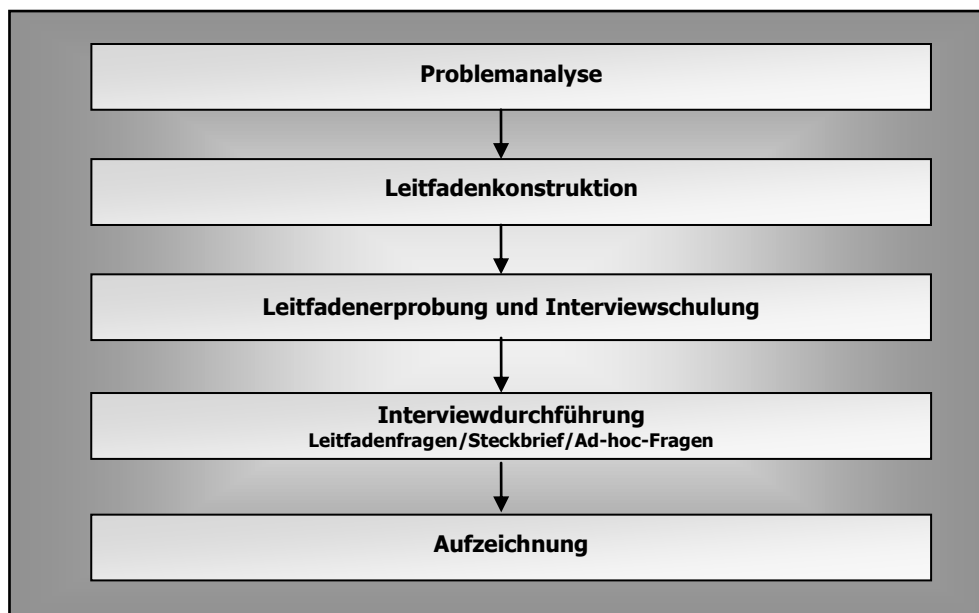 Problemanalyse
Leitfadenkonstruktion
Leitfadenerprobung und Interviewschulung
Interviewdurchführung
Leitfadenfragen/Steckbrief/Ad-hoc-Fragen
Aufzeichnung